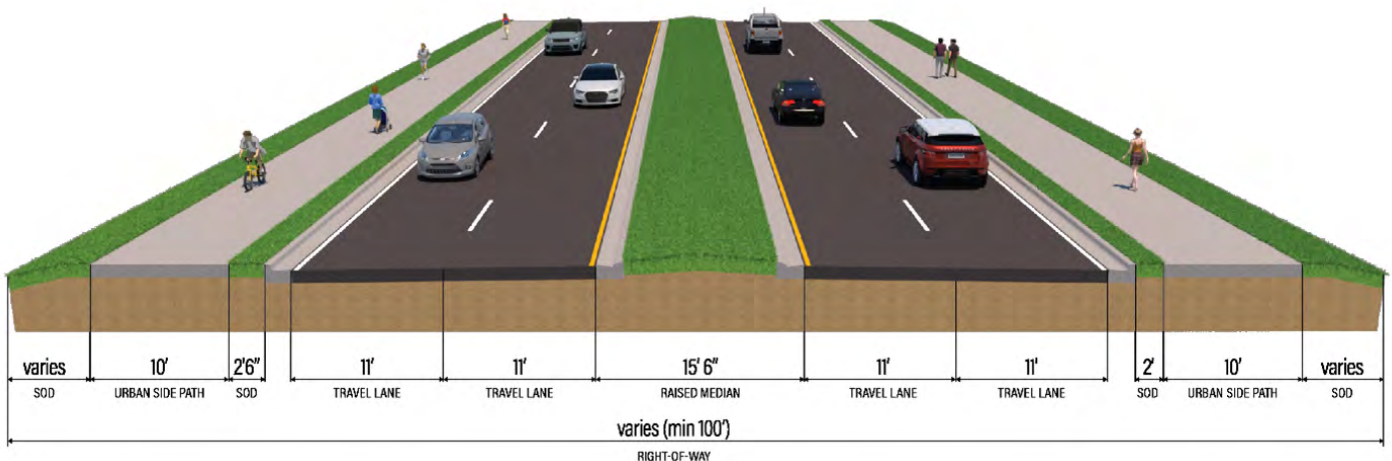 varies 10' 2'6" 11' 11' 15' 6" 11' 11' 2' 10' varies
SOD URBAN SIDE PATH SOD TRAVEL LANE TRAVEL LANE RAISED MEDIAN TRAVEL LANE TRAVEL LANE SOD URBAN SIDE PATH SOD
varies (min 100')
RIGHT-OF-WAY